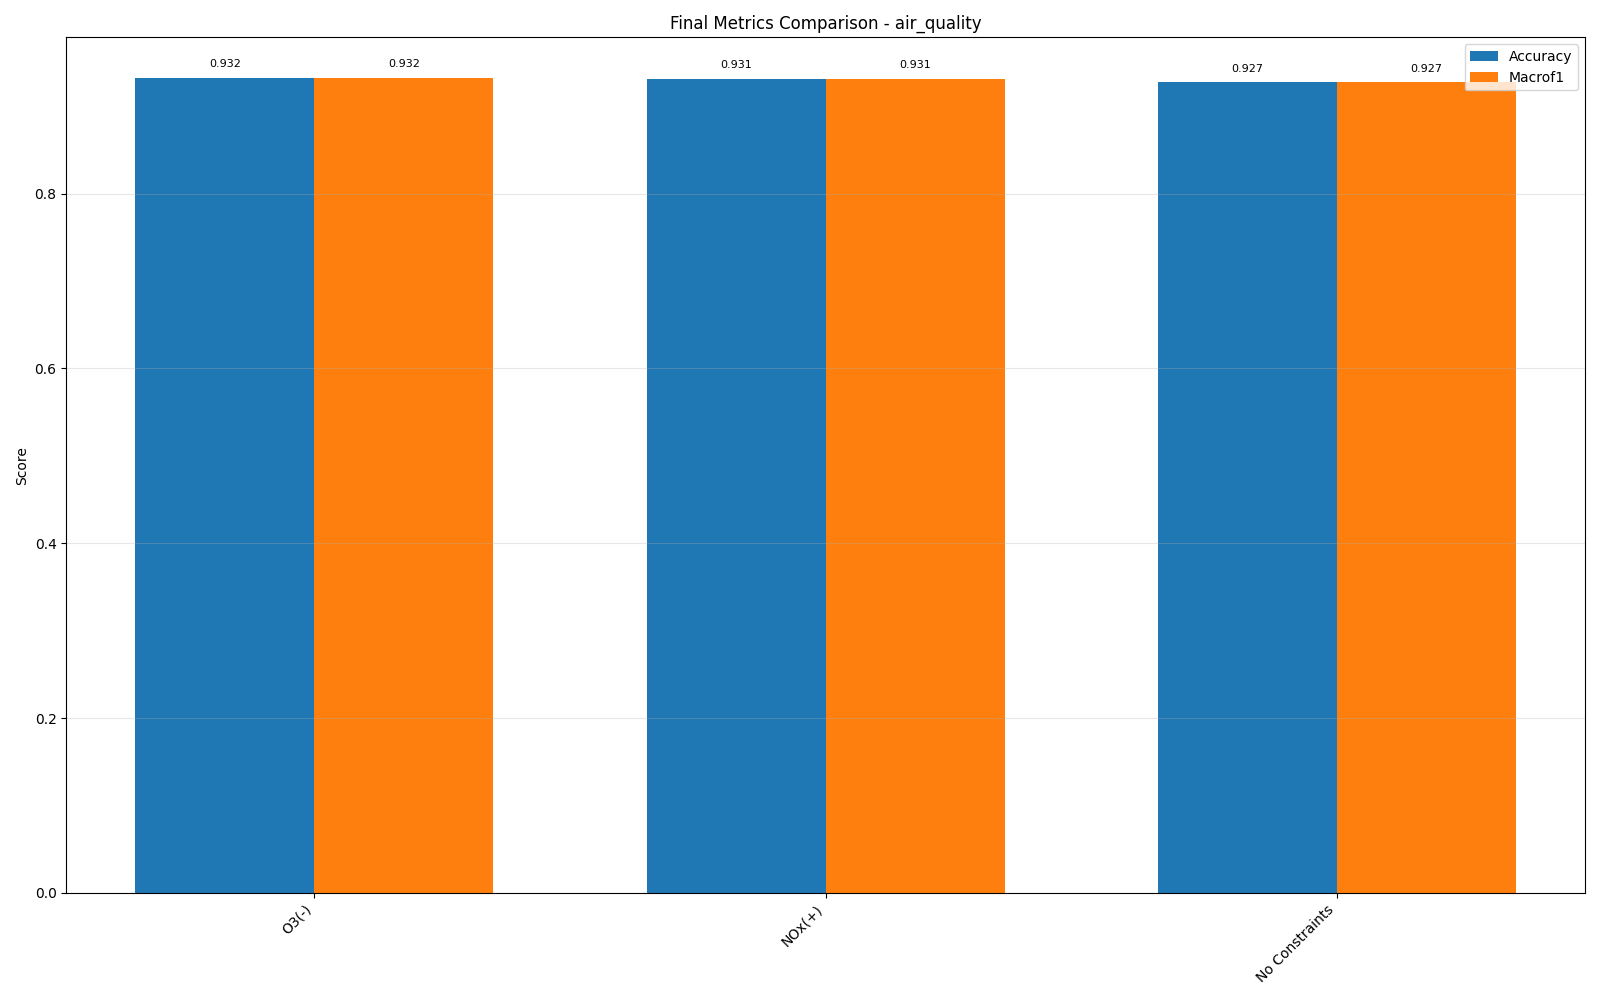 Final Metrics Comparison - air_quality
0.932
0.932
0.931
0.931
0.927
0.927
Accuracy
Macrof1
Score
0.8
0.6
0.4
0.2
0.0
O3(-)
NOx(+)
No Constraints